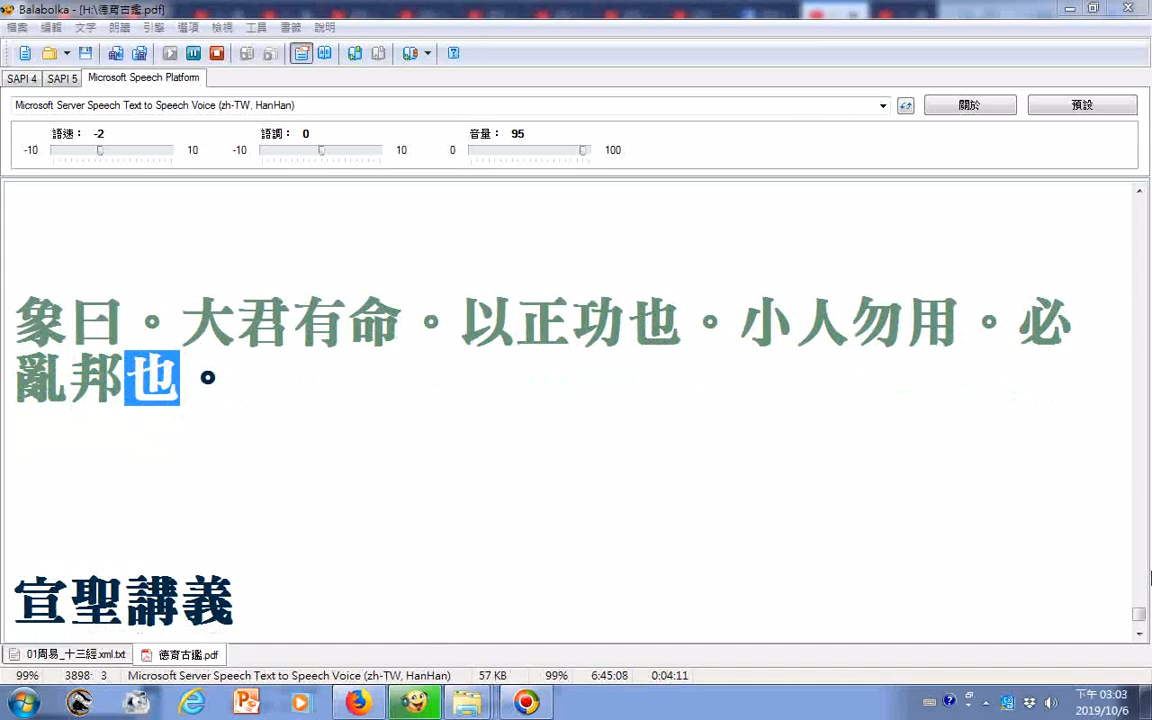 Balabolka - [H:\德育古鑑.pdf]
檔案 編輯 文字 朗讀 引擎 選項 檢視 工具 書籤 說明
SAPI 4 SAPI 5 Microsoft Speech Platform
Microsoft Server Speech Text to Speech Voice (zh-TW, HanHan) 關於 預設
語速： -2 語調： 0 音量： 95
-10 10 -10 10 0 100
象曰。大君有命。以正功也。小人勿用。必
亂邦也。
宣聖講義
01周易_十三經.xml.txt 德育古鑑.pdf
99% 3898: 3 Microsoft Server Speech Text to Speech Voice (zh-TW, HanHan) 57 KB 99% 6:45:08 0:04:11
下午 03:03
2019/10/6